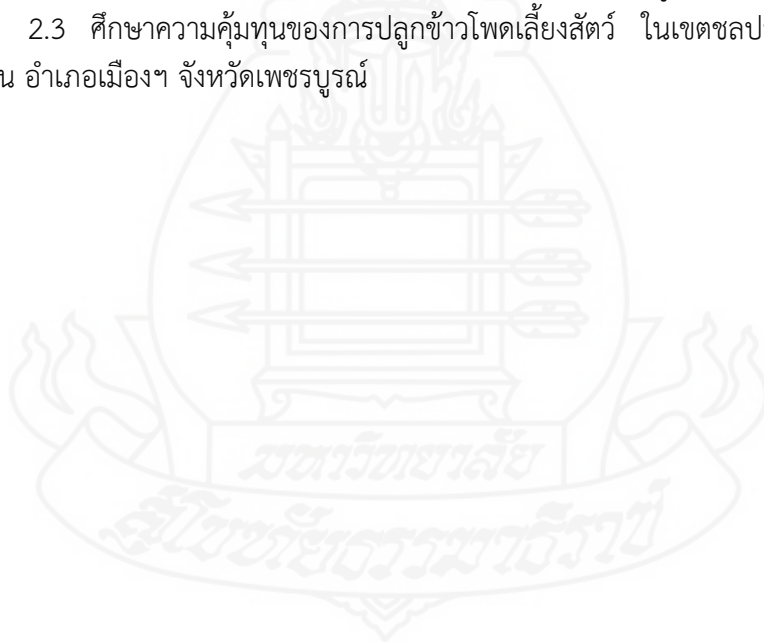 2.3 ศึกษาความคุ้มทุนของการปลูกข้าวโพดเลี้ยงสัตว์ ในเขตชลป
น อำเภอเมืองฯ จังหวัดเพชรบูรณ์
มหาวิทยาลัย
สุโขทัยธรรมาธิราช